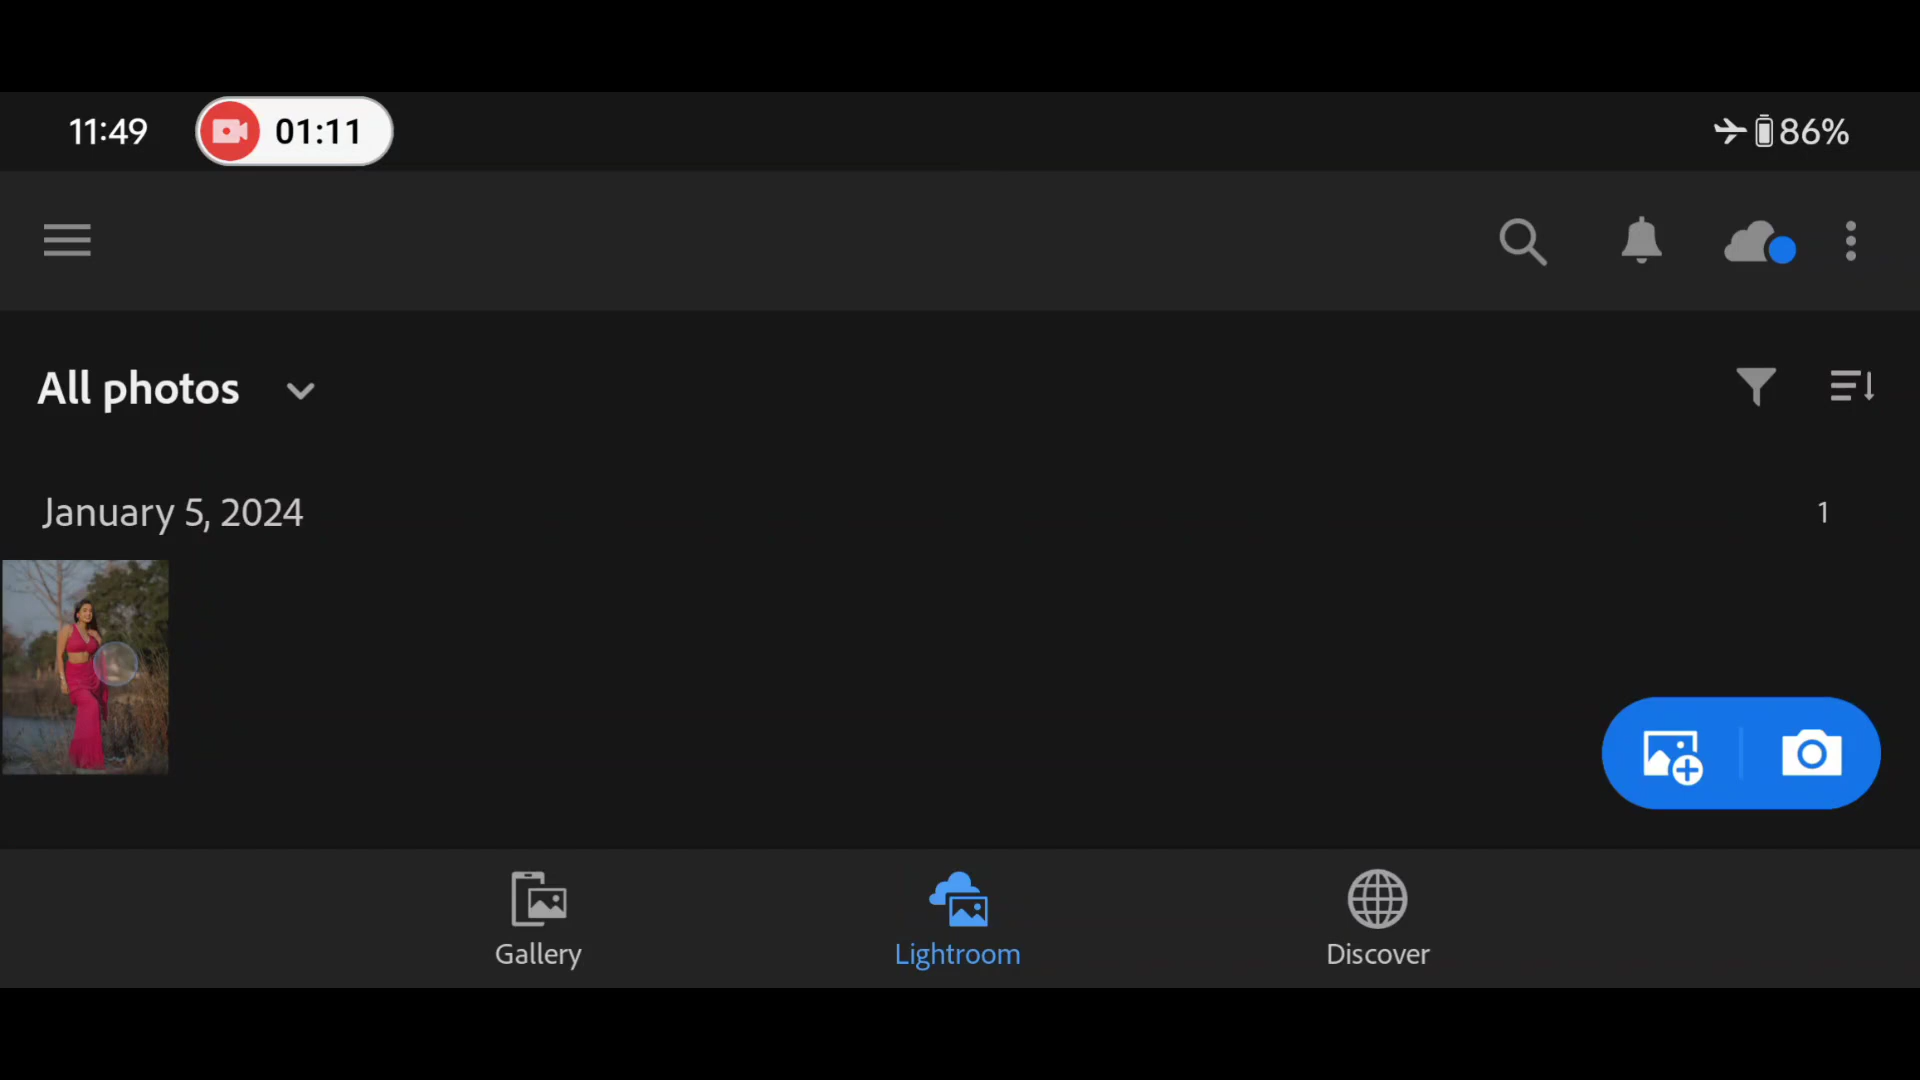 11:49
01:11
86%
All photos
January 5, 2024
1
Gallery
Lightroom
Discover